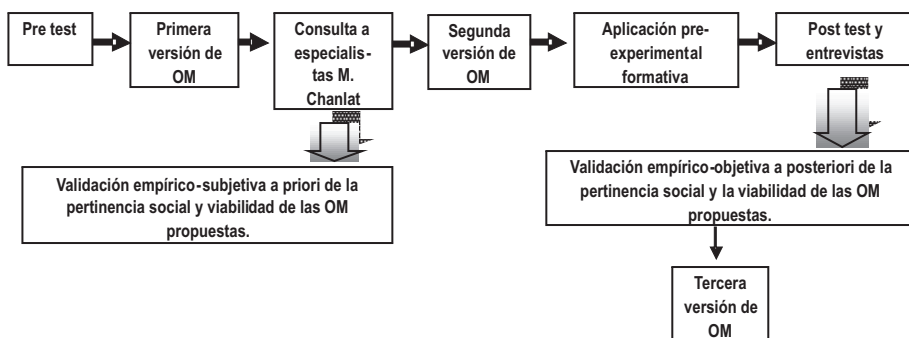 Pre test
Primera
versión de
OM
Consulta a
especialis-
tas M.
Chanlat
Segunda
versión de
OM
Aplicación pre-
experimental
formativa
Post test y
entrevistas
Validación empírico-subjetiva a priori de la
pertinencia social y viabilidad de las OM
propuestas.
Validación empírico-objetiva a posteriori de la
pertinencia social y la viabilidad de las OM
propuestas.
Tercera
versión de
OM